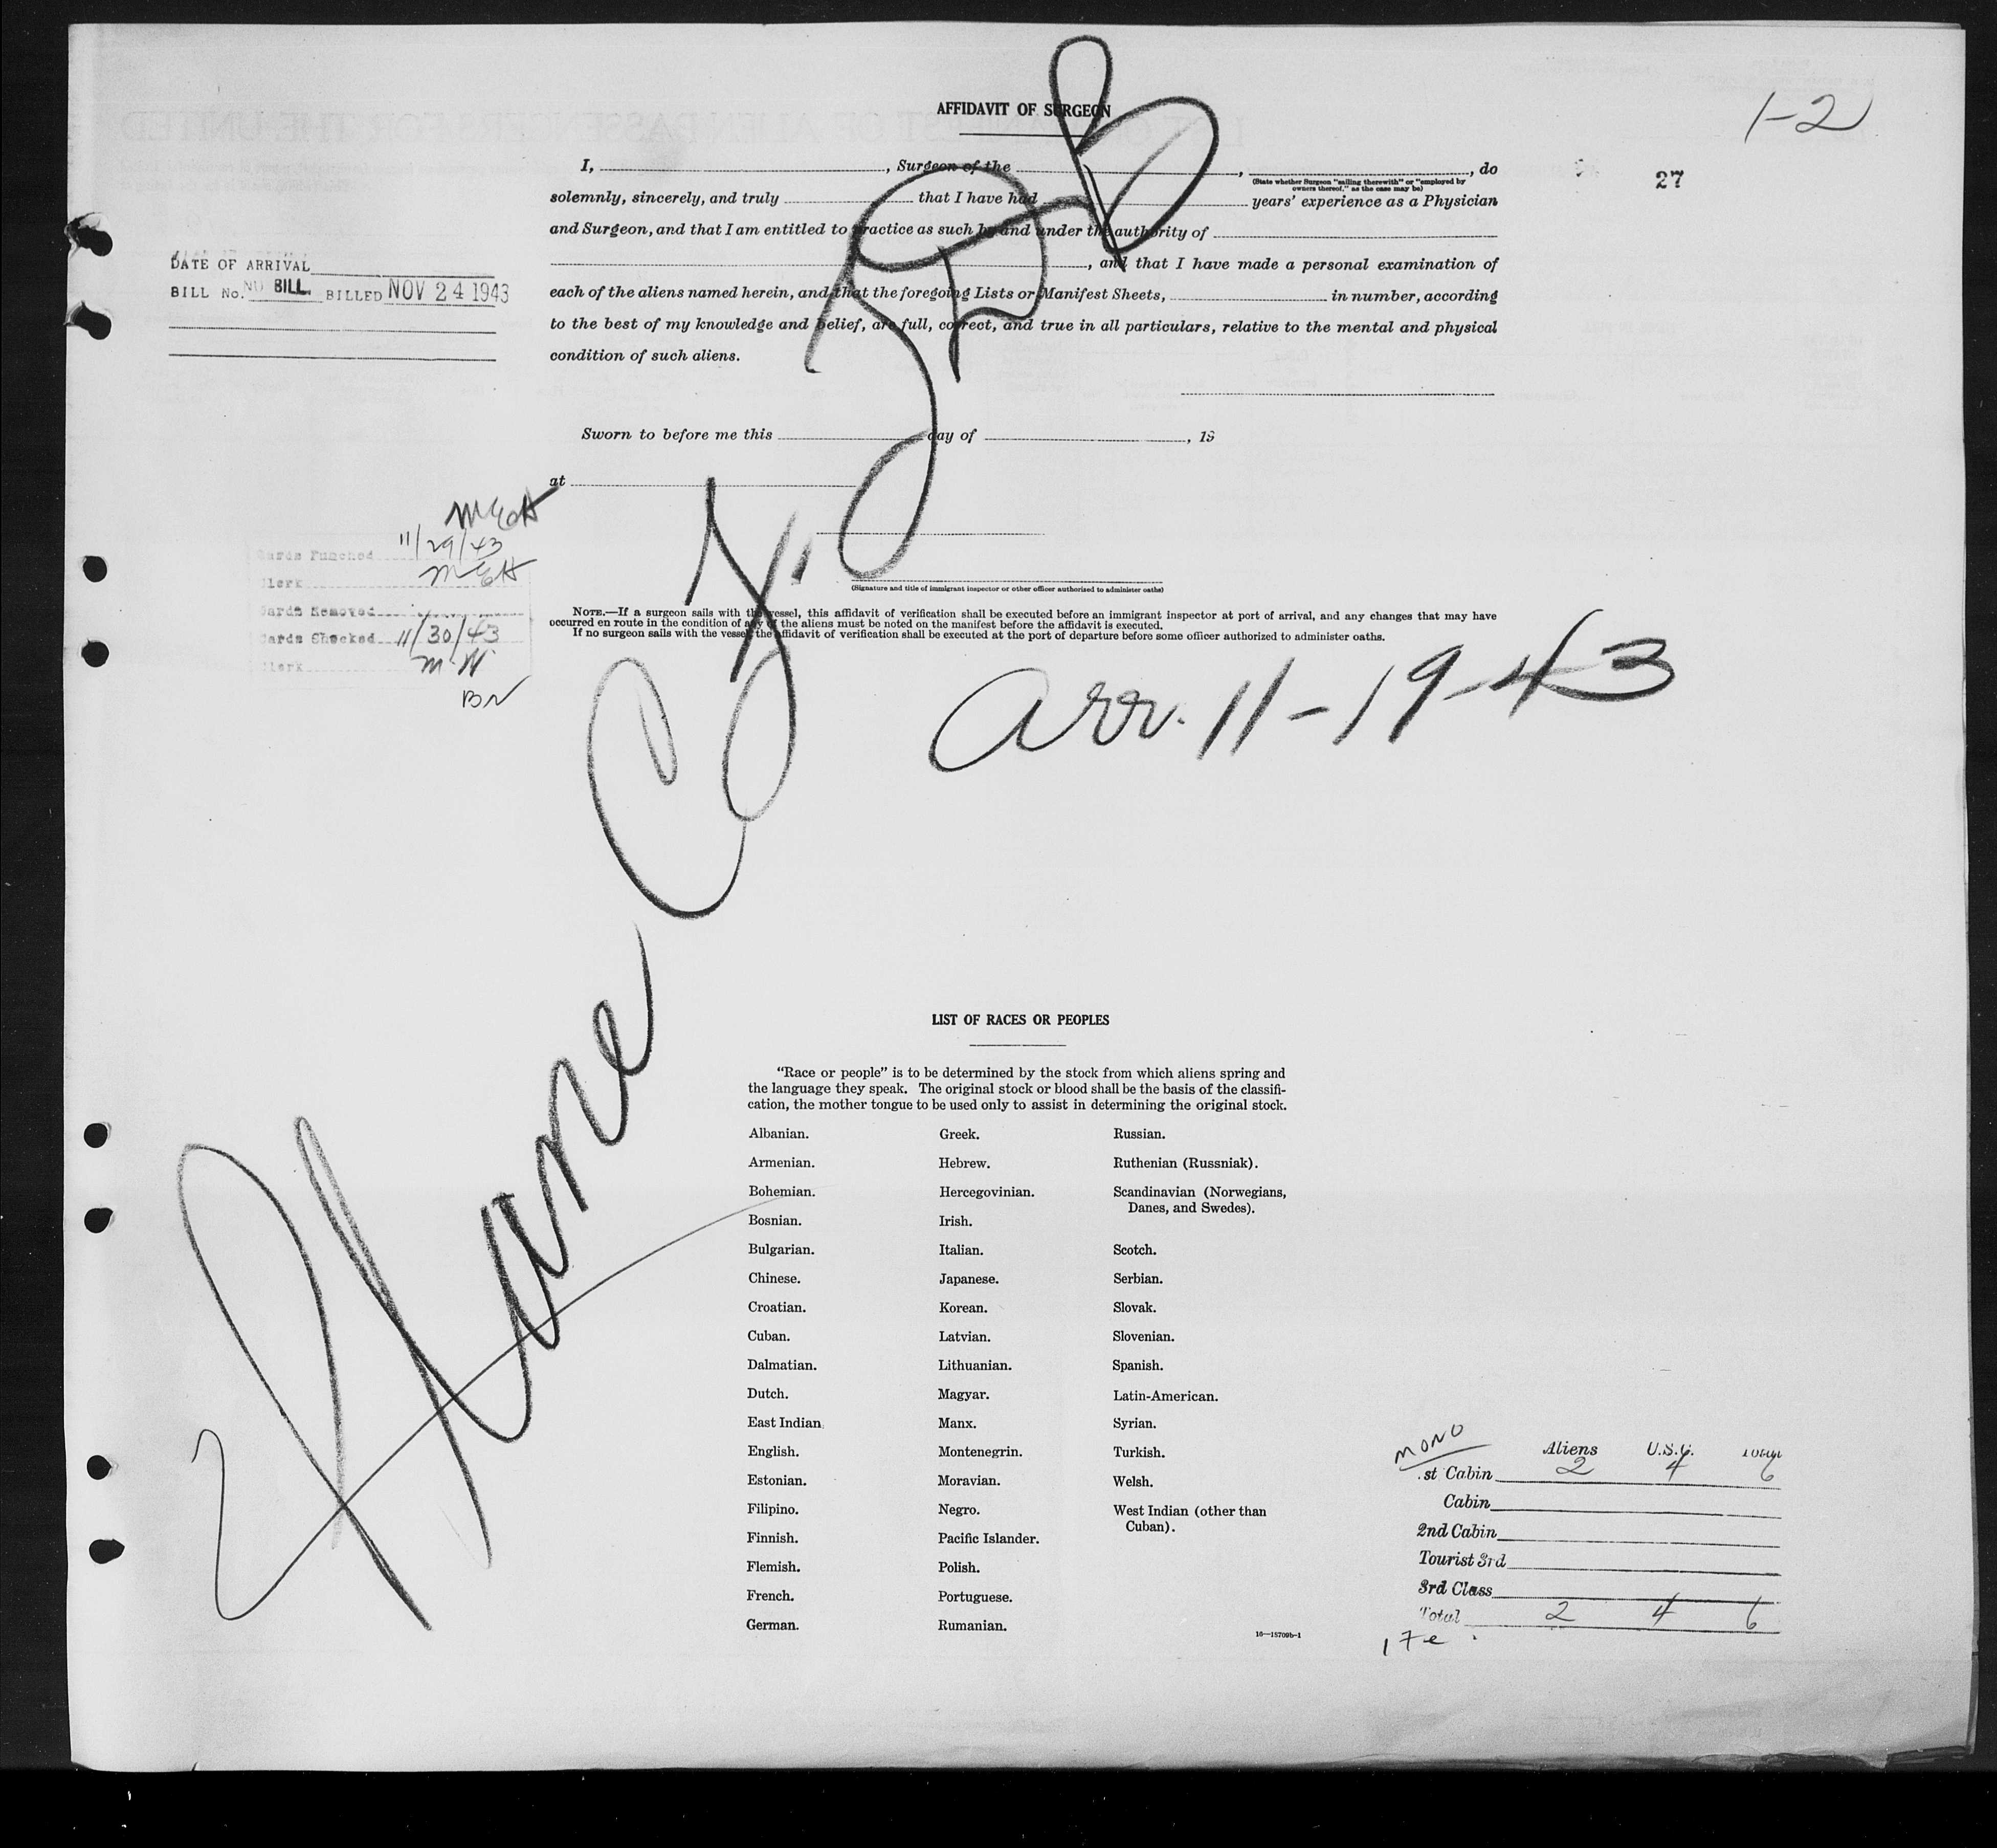 AFFIDAVIT OF SURGEON
1-2
27
I, , Surgeon of the , , do
(State whether Surgeon "sailing therewith" or "employed by
owners thereof," as the case may be)
solemnly, sincerely, and truly that I have had years' experience as a Physician
and Surgeon, and that I am entitled to practice as such by and under the authority of
, and that I have made a personal examination of
each of the aliens named herein, and that the foregoing Lists or Manifest Sheets, in number, according
to the best of my knowledge and belief, are full, correct, and true in all particulars, relative to the mental and physical
condition of such aliens.
DATE OF ARRIVAL
BILL No. NO BILL BILLED NOV 24 1943
Sworn to before me this day of , 19
at
(Signature and title of immigrant inspector or other officer authorized to administer oaths)
NOTE.—If a surgeon sails with the vessel, this affidavit of verification shall be executed before an immigrant inspector at port of arrival, and any changes that may have
occurred en route in the condition of any of the aliens must be noted on the manifest before the affidavit is executed.
If no surgeon sails with the vessel the affidavit of verification shall be executed at the port of departure before some officer authorized to administer oaths.
MEH
Cards Punched 11/29/43
Clerk MEH
Cards Removed
Cards Checked 11/30/43
Clerk M.W
arr. 11-19-43
Plane
LIST OF RACES OR PEOPLES
"Race or people" is to be determined by the stock from which aliens spring and
the language they speak. The original stock or blood shall be the basis of the classifi-
cation, the mother tongue to be used only to assist in determining the original stock.
Albanian.
Armenian.
Bohemian.
Bosnian.
Bulgarian.
Chinese.
Croatian.
Cuban.
Dalmatian.
Dutch.
East Indian.
English.
Estonian.
Filipino.
Finnish.
Flemish.
French.
German.
Greek.
Hebrew.
Hercegovinian.
Irish.
Italian.
Japanese.
Korean.
Latvian.
Lithuanian.
Magyar.
Manx.
Montenegrin.
Moravian.
Negro.
Pacific Islander.
Polish.
Portuguese.
Rumanian.
Russian.
Ruthenian (Russniak).
Scandinavian (Norwegians,
Danes, and Swedes).
Scotch.
Serbian.
Slovak.
Slovenian.
Spanish.
Latin-American.
Syrian.
Turkish.
Welsh.
West Indian (other than
Cuban).
16—15709b-1
MONO
Aliens U.S.C. Total
1st Cabin 2 4 6
Cabin
2nd Cabin
Tourist 3rd
3rd Class
Total 2 4 6